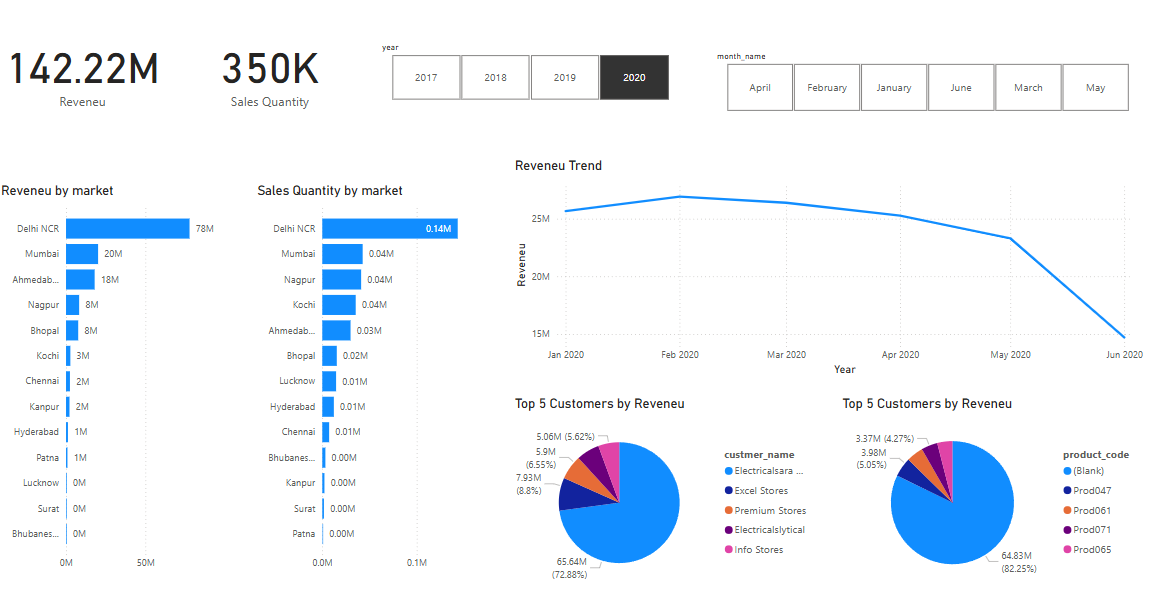 142.22M
Reveneu
350K
Sales Quantity
year
2017
2018
2019
2020
month_name
April
February
January
June
March
May
Reveneu by market
Delhi NCR 78M
Mumbai 20M
Ahmedab... 18M
Nagpur 8M
Bhopal 8M
Kochi 3M
Chennai 2M
Kanpur 2M
Hyderabad 1M
Patna 1M
Lucknow 0M
Surat 0M
Bhubanes... 0M
0M 50M
Sales Quantity by market
Delhi NCR 0.14M
Mumbai 0.04M
Nagpur 0.04M
Kochi 0.04M
Ahmedab... 0.03M
Bhopal 0.02M
Lucknow 0.01M
Hyderabad 0.01M
Chennai 0.01M
Bhubanes... 0.00M
Kanpur 0.00M
Surat 0.00M
Patna 0.00M
0.0M 0.1M
Reveneu Trend
Reveneu
25M
20M
15M
Jan 2020 Feb 2020 Mar 2020 Apr 2020 May 2020 Jun 2020
Year
Top 5 Customers by Reveneu
5.06M (5.62%)
5.9M
(6.55%)
7.93M
(8.8%)
65.64M
(72.88%)
custmer_name
Electricalsara ...
Excel Stores
Premium Stores
Electricalslytical
Info Stores
Top 5 Customers by Reveneu
3.37M (4.27%)
3.98M
(5.05%)
64.83M
(82.25%)
product_code
(Blank)
Prod047
Prod061
Prod071
Prod065